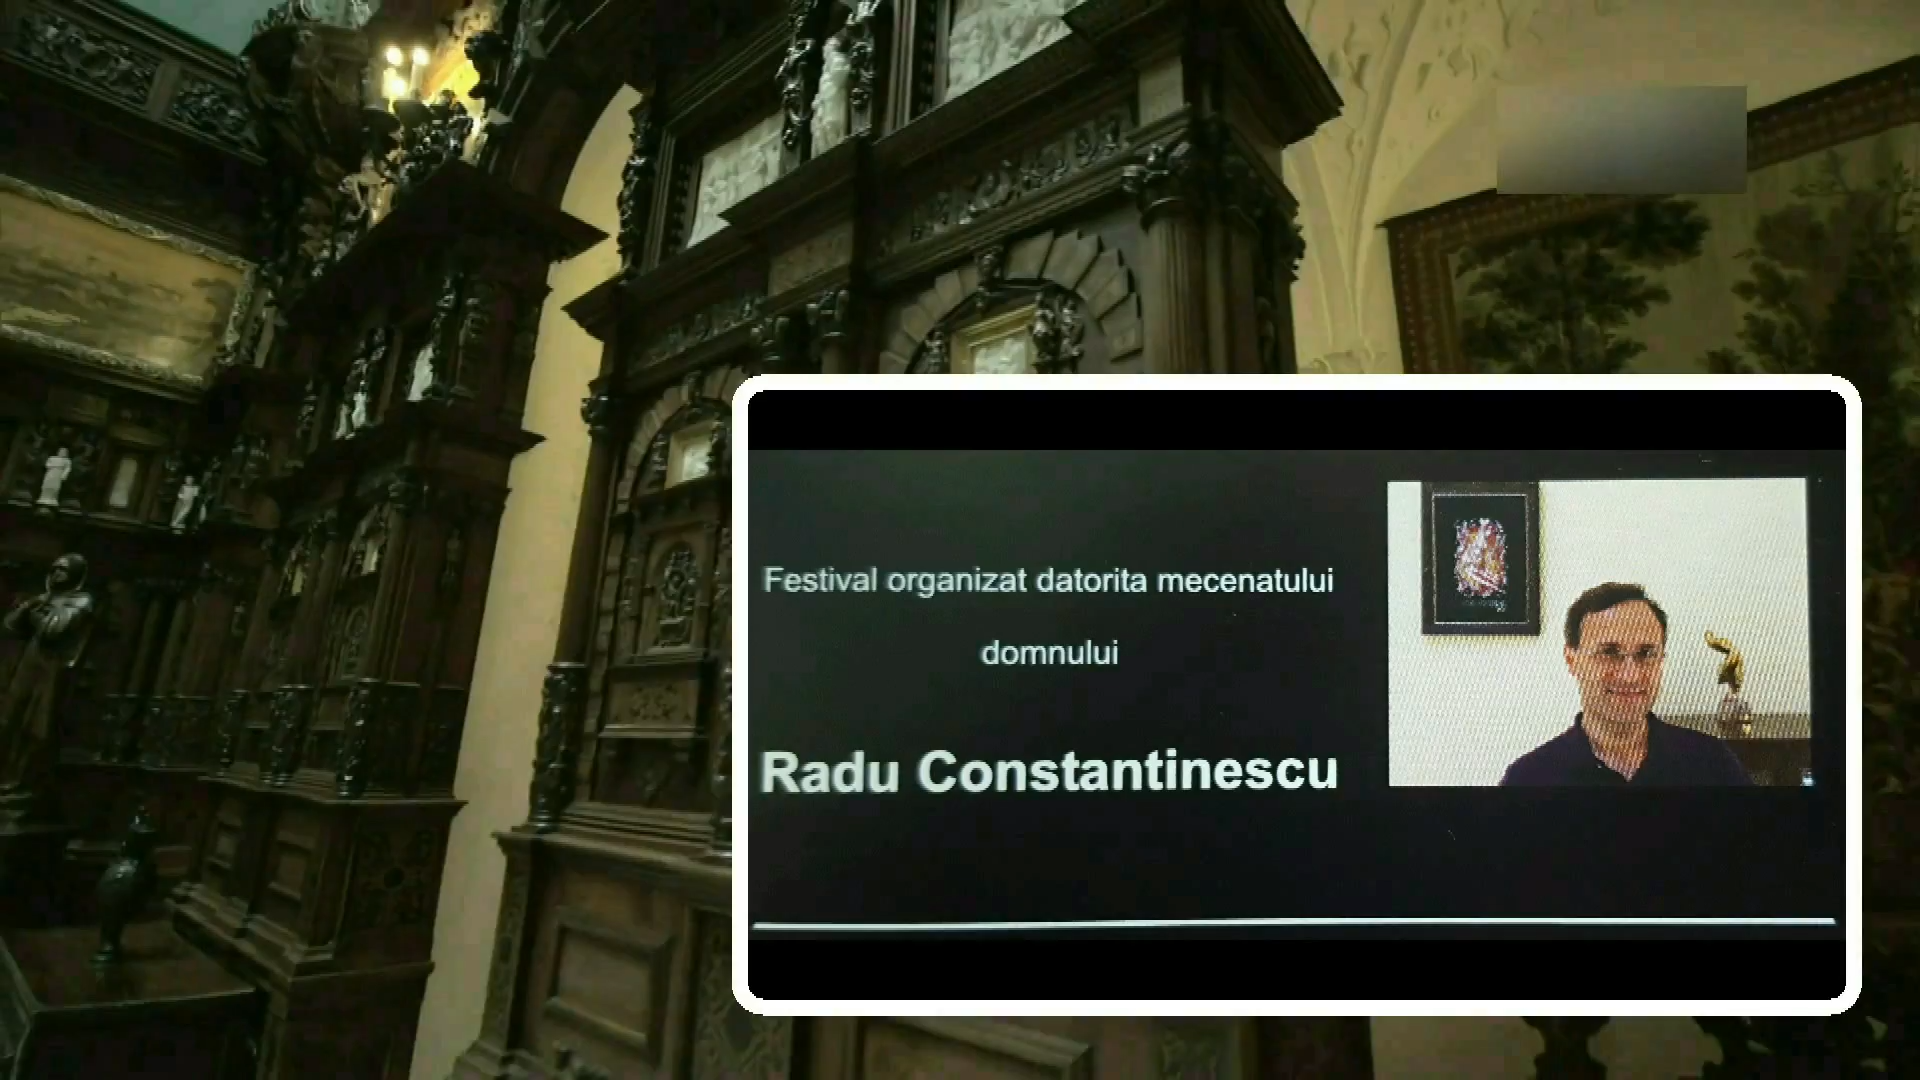 Festival organizat datorita mecenatului
domnului
Radu Constantinescu